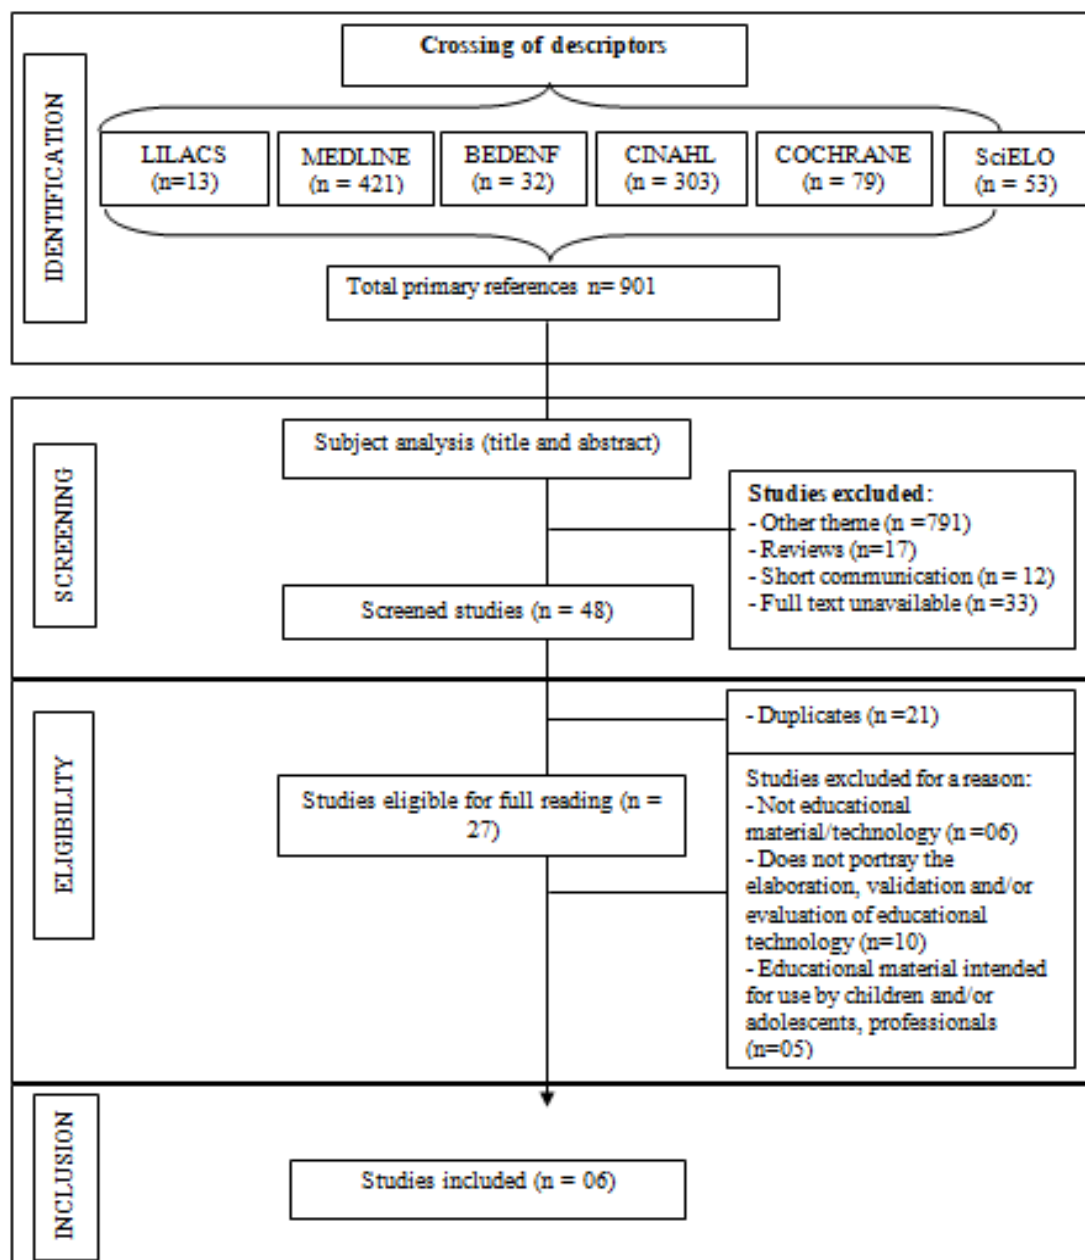 Crossing of descriptors
IDENTIFICATION
LILACS
(n=13)
MEDLINE
(n = 421)
BEDENF
(n = 32)
CINAHL
(n = 303)
COCHRANE
(n = 79)
SciELO
(n = 53)
Total primary references n= 901
SCREENING
Subject analysis (title and abstract)
Studies excluded:
- Other theme (n =791)
- Reviews (n=17)
- Short communication (n = 12)
- Full text unavailable (n =33)
Screened studies (n = 48)
ELIGIBILITY
- Duplicates (n =21)
Studies eligible for full reading (n =
27)
Studies excluded for a reason:
- Not educational
material/technology (n =06)
- Does not portray the
elaboration, validation and/or
evaluation of educational
technology (n=10)
- Educational material intended
for use by children and/or
adolescents, professionals
(n=05)
INCLUSION
Studies included (n = 06)